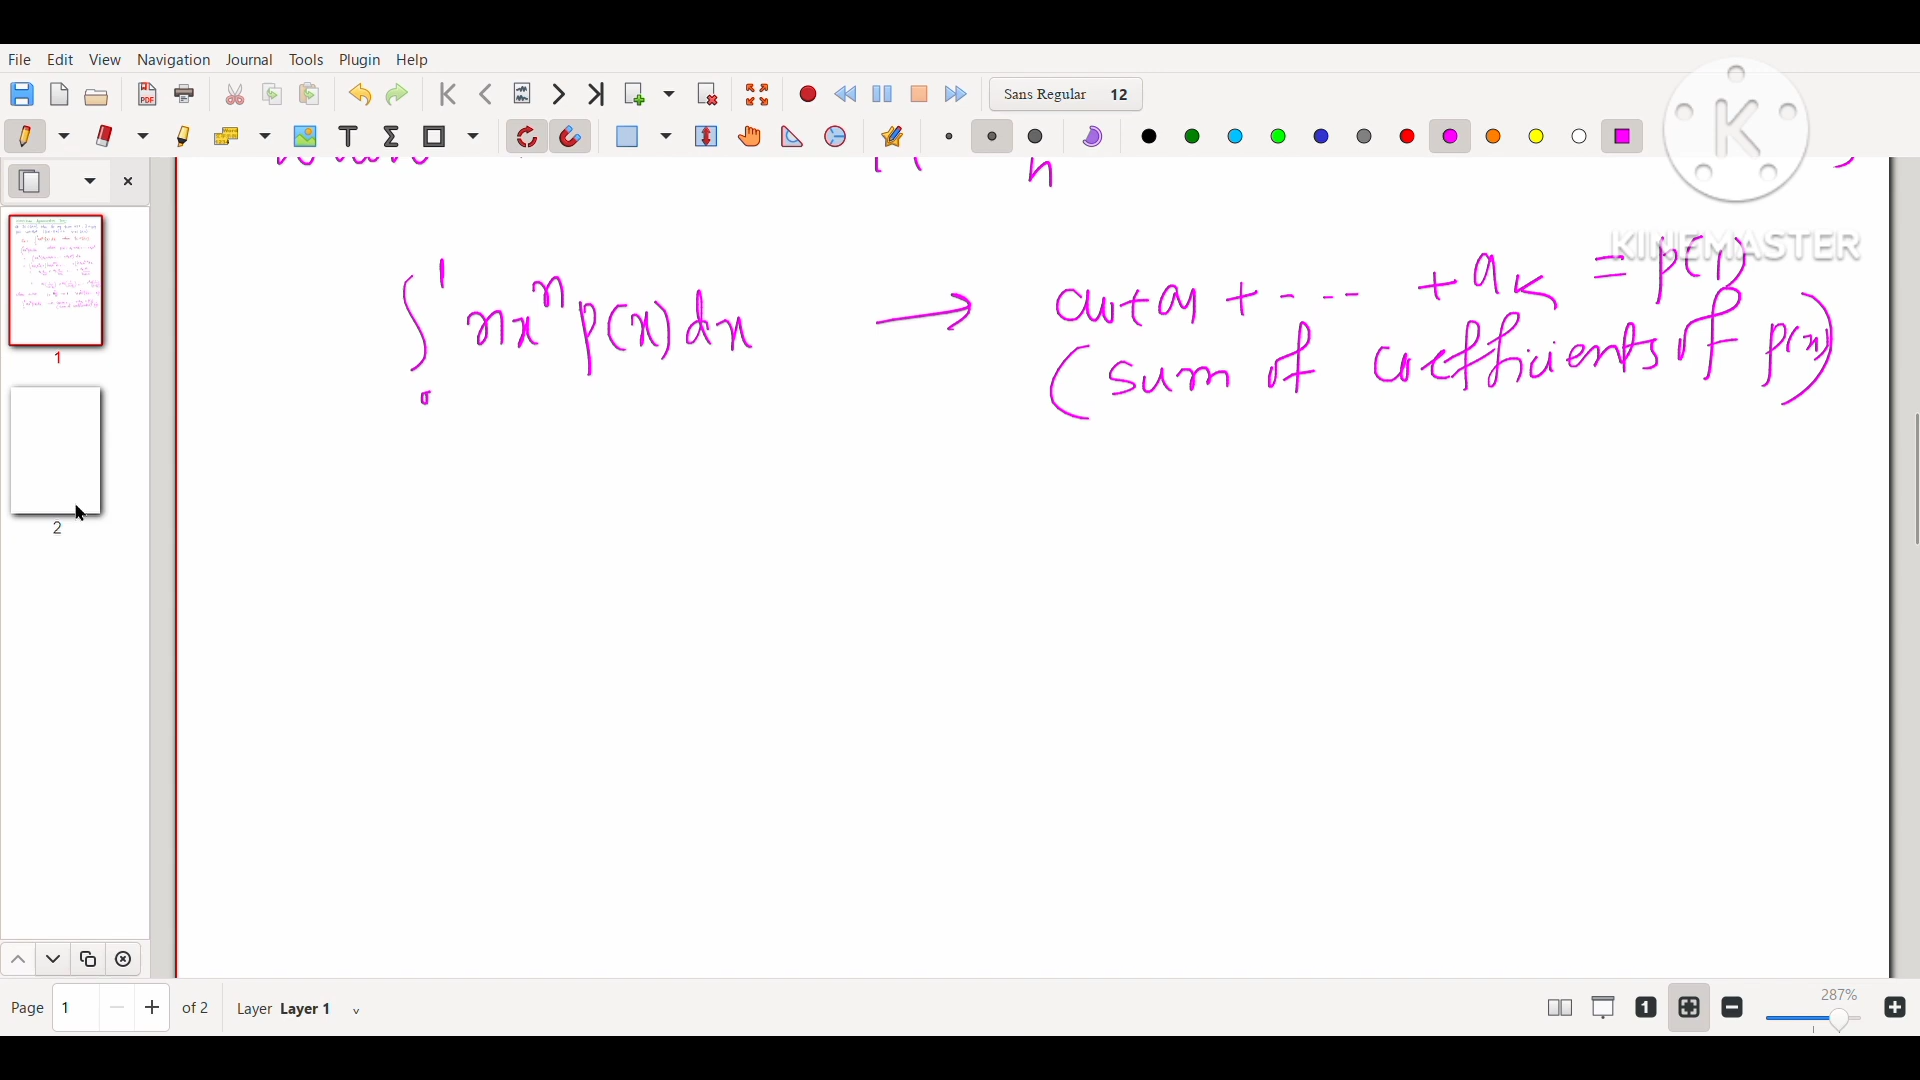 File Edit View Navigation Journal Tools Plugin Help
Sans Regular 12
KINEMASTER
n
∫₀¹ nxⁿ p(x) dx → a₀ + a₁ + ---- + aₖ = p(1)
(sum of coefficients of p(x))
1
2
Page 1 of 2 Layer Layer 1
287%